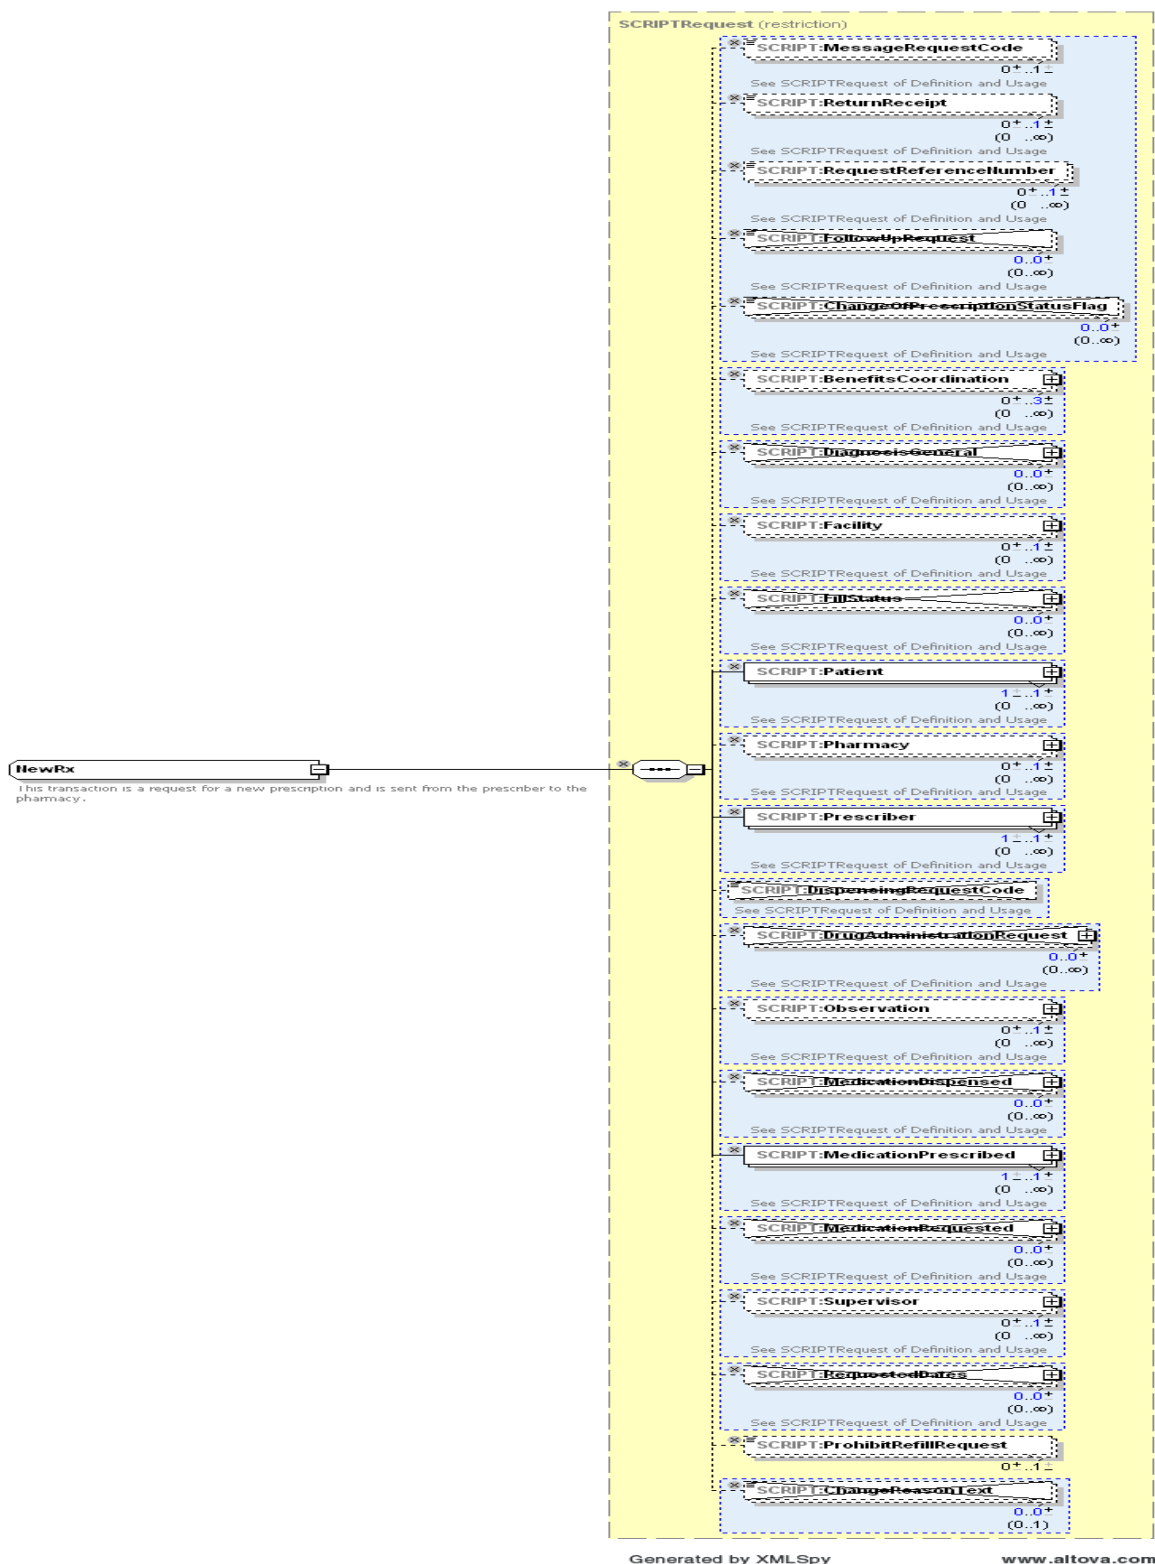 SCRIPTRequest (restriction)
SCRIPT:MessageRequestCode
0..1
See SCRIPTRequest of Definition and Usage
SCRIPT:ReturnReceipt
0..1
(0 ..∞)
See SCRIPTRequest of Definition and Usage
SCRIPT:RequestReferenceNumber
0..1
(0 ..∞)
See SCRIPTRequest of Definition and Usage
SCRIPT:FollowUpRequest
0..0
(0..∞)
See SCRIPTRequest of Definition and Usage
SCRIPT:ChangeOfPrescriptionStatusFlag
0..0
(0..∞)
See SCRIPTRequest of Definition and Usage
SCRIPT:BenefitsCoordination
0..3
(0 ..∞)
See SCRIPTRequest of Definition and Usage
SCRIPT:DiagnosisGeneral
0..0
(0..∞)
See SCRIPTRequest of Definition and Usage
SCRIPT:Facility
0..1
(0 ..∞)
See SCRIPTRequest of Definition and Usage
SCRIPT:FillStatus
0..0
(0..∞)
See SCRIPTRequest of Definition and Usage
SCRIPT:Patient
1..1
(0 ..∞)
See SCRIPTRequest of Definition and Usage
SCRIPT:Pharmacy
0..1
(0 ..∞)
See SCRIPTRequest of Definition and Usage
NewRx
This transaction is a request for a new prescription and is sent from the prescriber to the
pharmacy.
SCRIPT:Prescriber
1..1
(0 ..∞)
See SCRIPTRequest of Definition and Usage
SCRIPT:DispensingRequestCode
See SCRIPTRequest of Definition and Usage
SCRIPT:DrugAdministrationRequest
0..0
(0..∞)
See SCRIPTRequest of Definition and Usage
SCRIPT:Observation
0..1
(0 ..∞)
See SCRIPTRequest of Definition and Usage
SCRIPT:MedicationDispensed
0..0
(0..∞)
See SCRIPTRequest of Definition and Usage
SCRIPT:MedicationPrescribed
1..1
(0 ..∞)
See SCRIPTRequest of Definition and Usage
SCRIPT:MedicationRequested
0..0
(0..∞)
See SCRIPTRequest of Definition and Usage
SCRIPT:Supervisor
0..1
(0 ..∞)
See SCRIPTRequest of Definition and Usage
SCRIPT:RequestedDates
0..0
(0..∞)
See SCRIPTRequest of Definition and Usage
SCRIPT:ProhibitRefillRequest
0..1
SCRIPT:ChangeReasonText
0..0
(0..1)
Generated by XMLSpy www.altova.com